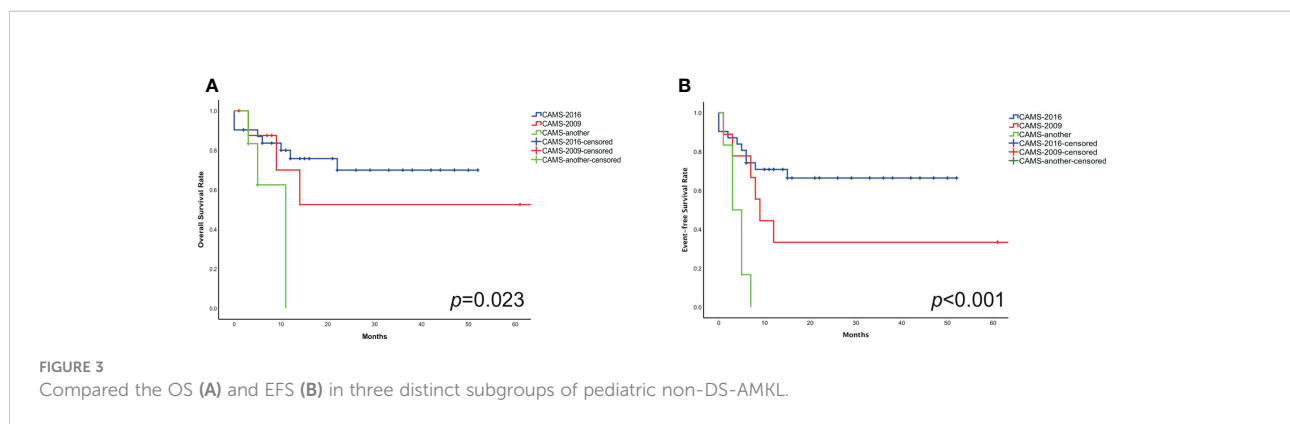 A
Overall Survival Rate
1.0
0.8
0.6
0.4
0.2
0.0
0 10 20 30 40 50 60
Months
p=0.023
CAMS-2016
CAMS-2009
CAMS-another
CAMS-2016-censored
CAMS-2009-censored
CAMS-another-censored
B
Event-free Survival Rate
1.0
0.8
0.6
0.4
0.2
0.0
0 10 20 30 40 50 60
Months
p<0.001
CAMS-2016
CAMS-2009
CAMS-another
CAMS-2016-censored
CAMS-2009-censored
CAMS-another-censored
FIGURE 3
Compared the OS (A) and EFS (B) in three distinct subgroups of pediatric non-DS-AMKL.